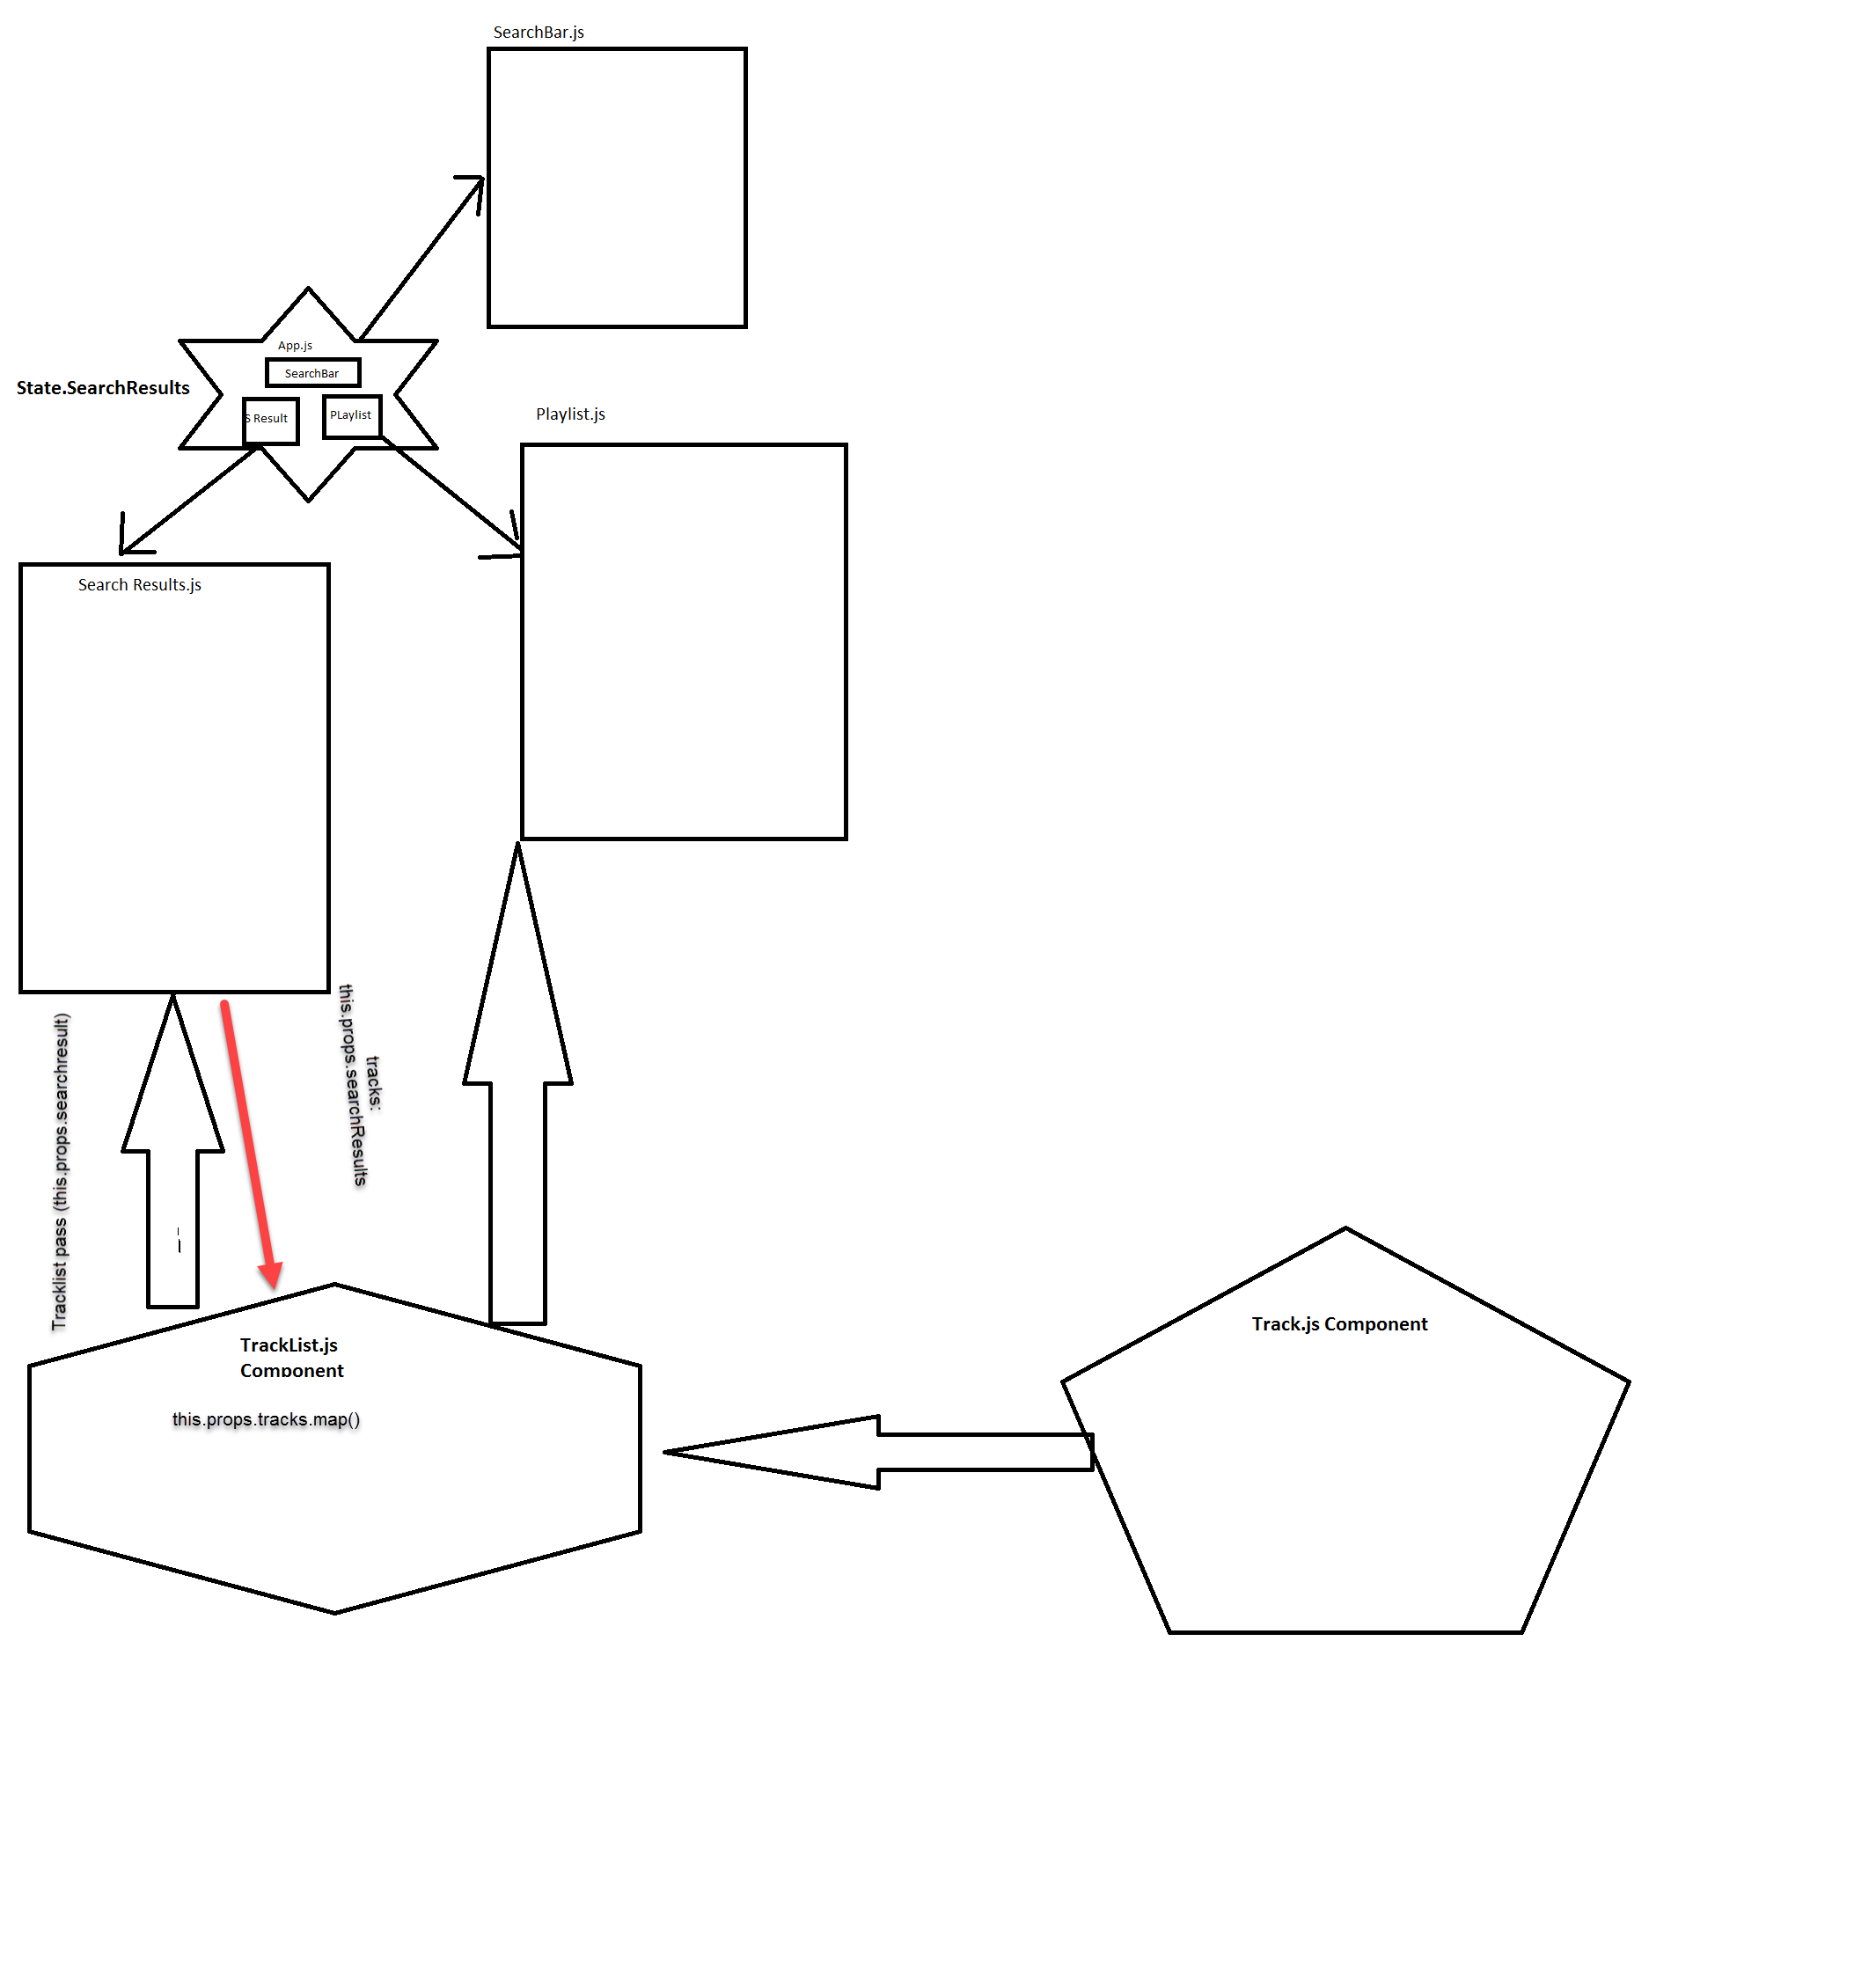 SearchBar.js
App.js
SearchBar
State.SearchResults
S Result
PLaylist
Playlist.js
Search Results.js
Tracklist pass (this.props.searchresult)
tracks:
this.props.searchResults
TrackList.js
Component
this.props.tracks.map()
Track.js Component